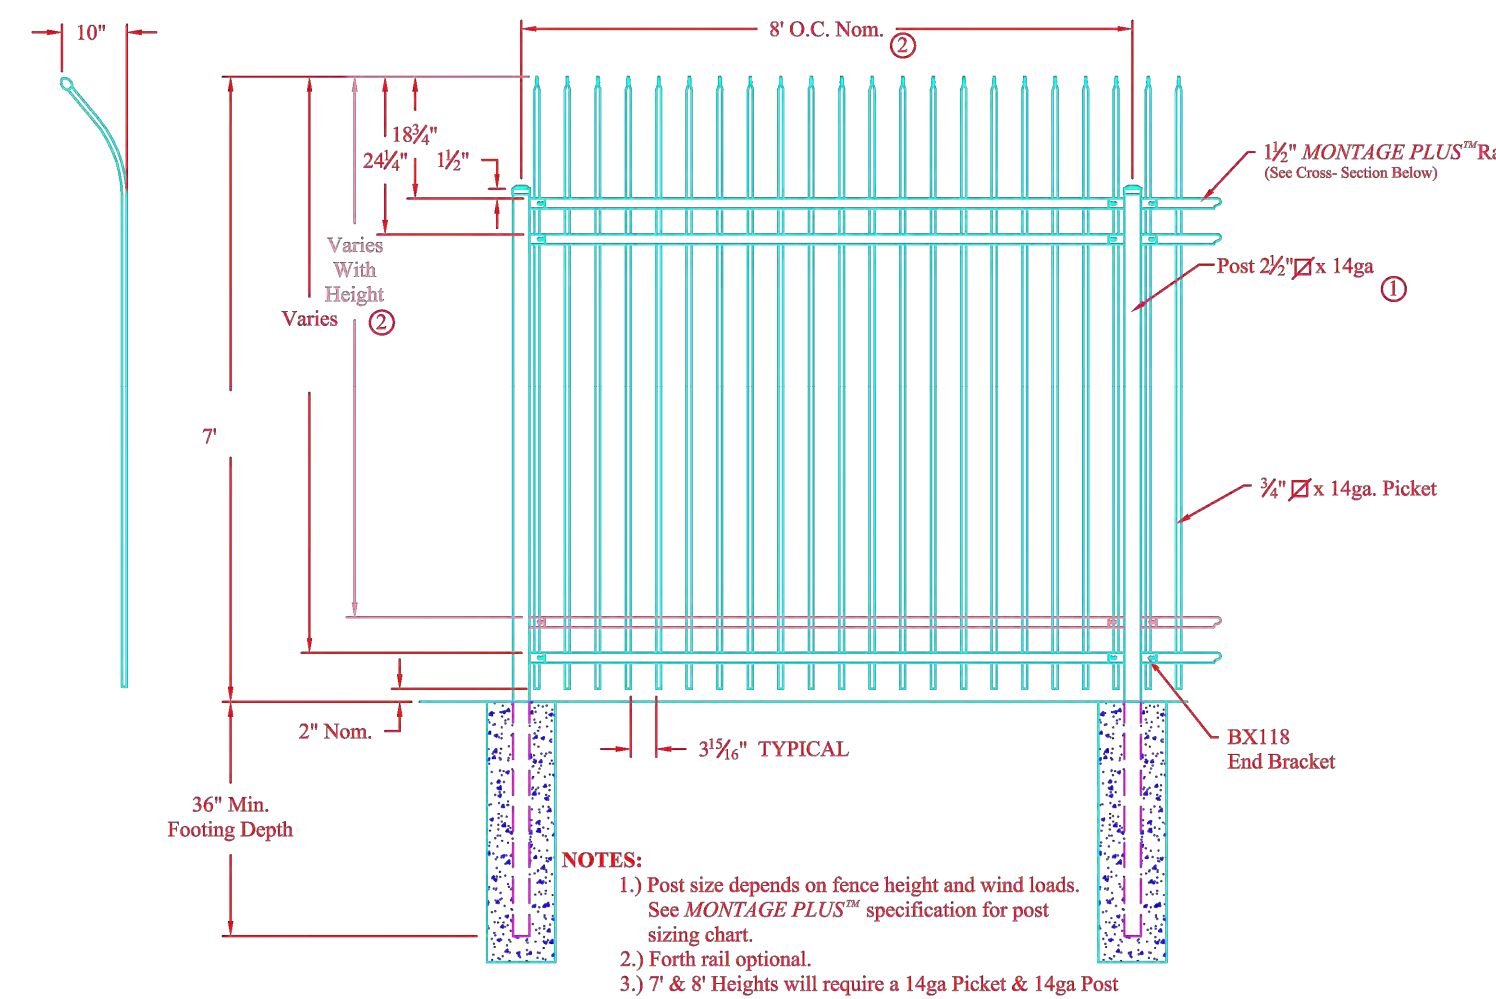 10"
8' O.C. Nom. 2
18¾"
24¼" 1½"
1½" MONTAGE PLUS™ Ra
(See Cross- Section Below)
Varies
With
Height
Varies 2
Post 2½" x 14ga
1
7'
¾" x 14ga. Picket
2" Nom.
3 15/16" TYPICAL
BX118
End Bracket
36" Min.
Footing Depth
NOTES:
1.) Post size depends on fence height and wind loads.
See MONTAGE PLUS™ specification for post
sizing chart.
2.) Forth rail optional.
3.) 7' & 8' Heights will require a 14ga Picket & 14ga Post